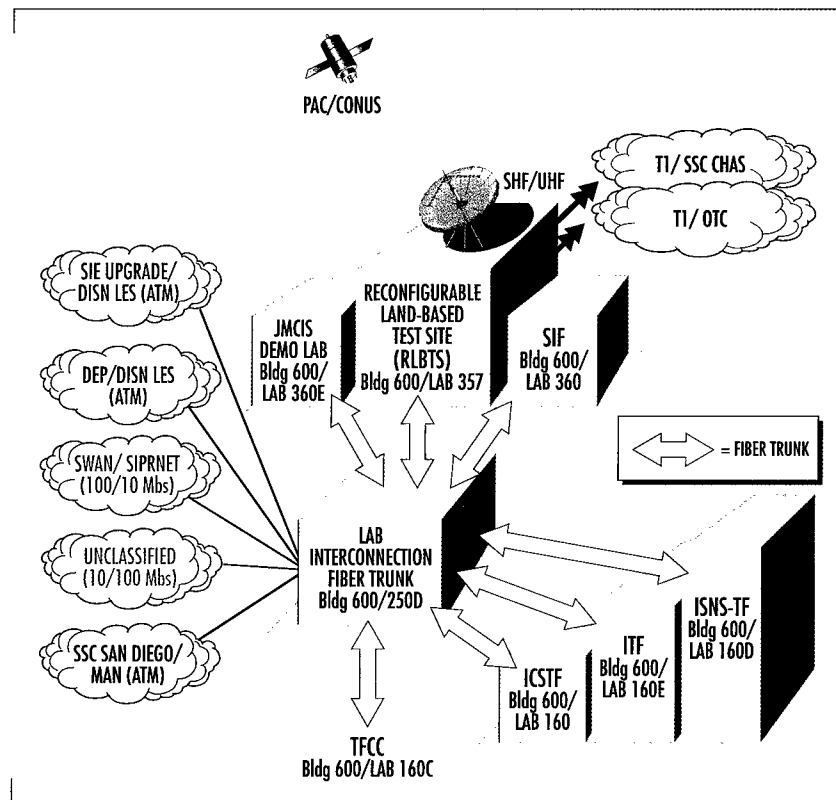 PAC/CONUS
SHF/UHF
T1/ SSC CHAS
T1/ OTC
SIE UPGRADE/
DISN LES (ATM)
DEP/DISN LES
(ATM)
SWAN/ SIPRNET
(100/10 Mbs)
UNCLASSIFIED
(10/100 Mbs)
SSC SAN DIEGO/
MAN (ATM)
JMCIS
DEMO LAB
Bldg 600/
LAB 360E
RECONFIGURABLE
LAND-BASED
TEST SITE
(RLBTS)
Bldg 600/LAB 357
SIF
Bldg 600/
LAB 360
= FIBER TRUNK
LAB
INTERCONNECTION
FIBER TRUNK
Bldg 600/250D
ICSTF
Bldg 600/
LAB 160
ITF
Bldg 600/
LAB 160E
ISNS-TF
Bldg 600/
LAB 160D
TFCC
Bldg 600/LAB 160C